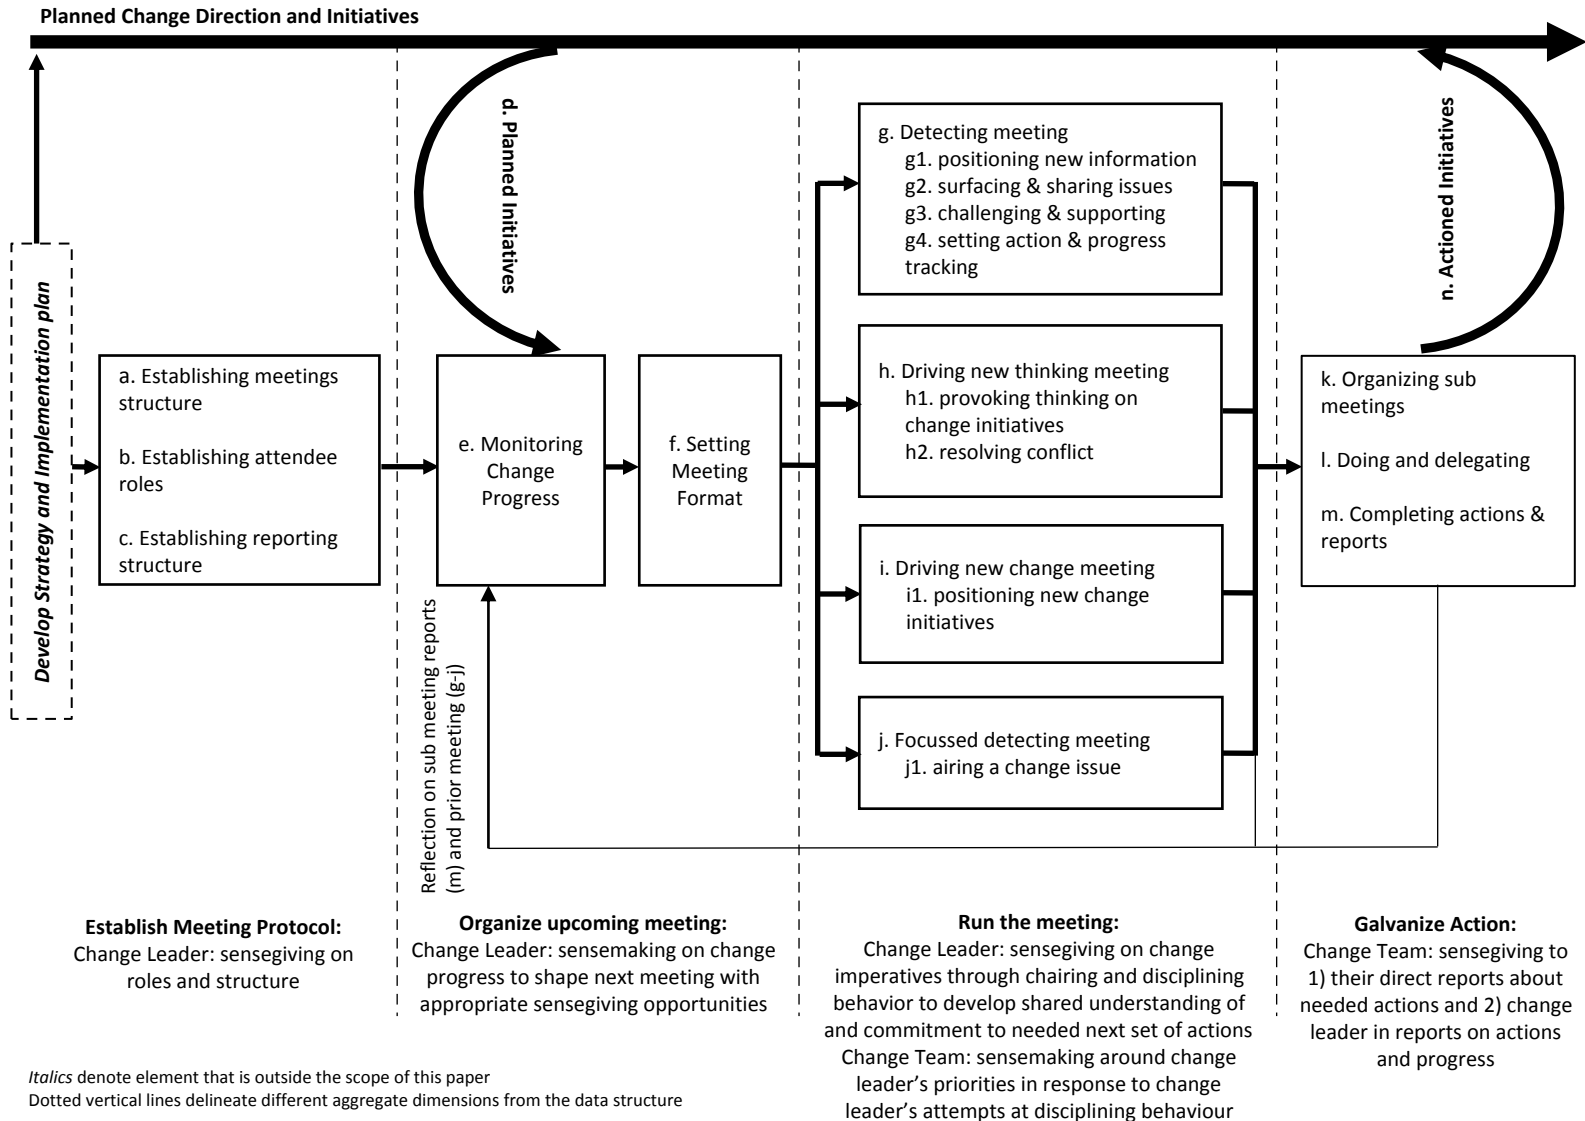 Planned Change Direction and Initiatives
d. Planned Initiatives
n. Actioned Initiatives
Develop Strategy and Implementation plan
a. Establishing meetings
structure
b. Establishing attendee
roles
c. Establishing reporting
structure
e. Monitoring
Change
Progress
f. Setting
Meeting
Format
g. Detecting meeting
g1. positioning new information
g2. surfacing & sharing issues
g3. challenging & supporting
g4. setting action & progress
tracking
h. Driving new thinking meeting
h1. provoking thinking on
change initiatives
h2. resolving conflict
i. Driving new change meeting
i1. positioning new change
initiatives
j. Focussed detecting meeting
j1. airing a change issue
k. Organizing sub
meetings
l. Doing and delegating
m. Completing actions &
reports
Reflection on sub meeting reports
(m) and prior meeting (g-j)
Establish Meeting Protocol:
Change Leader: sensegiving on
roles and structure
Organize upcoming meeting:
Change Leader: sensemaking on change
progress to shape next meeting with
appropriate sensegiving opportunities
Run the meeting:
Change Leader: sensegiving on change
imperatives through chairing and disciplining
behavior to develop shared understanding of
and commitment to needed next set of actions
Change Team: sensemaking around change
leader's priorities in response to change
leader's attempts at disciplining behaviour
Galvanize Action:
Change Team: sensegiving to
1) their direct reports about
needed actions and 2) change
leader in reports on actions
and progress
Italics denote element that is outside the scope of this paper
Dotted vertical lines delineate different aggregate dimensions from the data structure